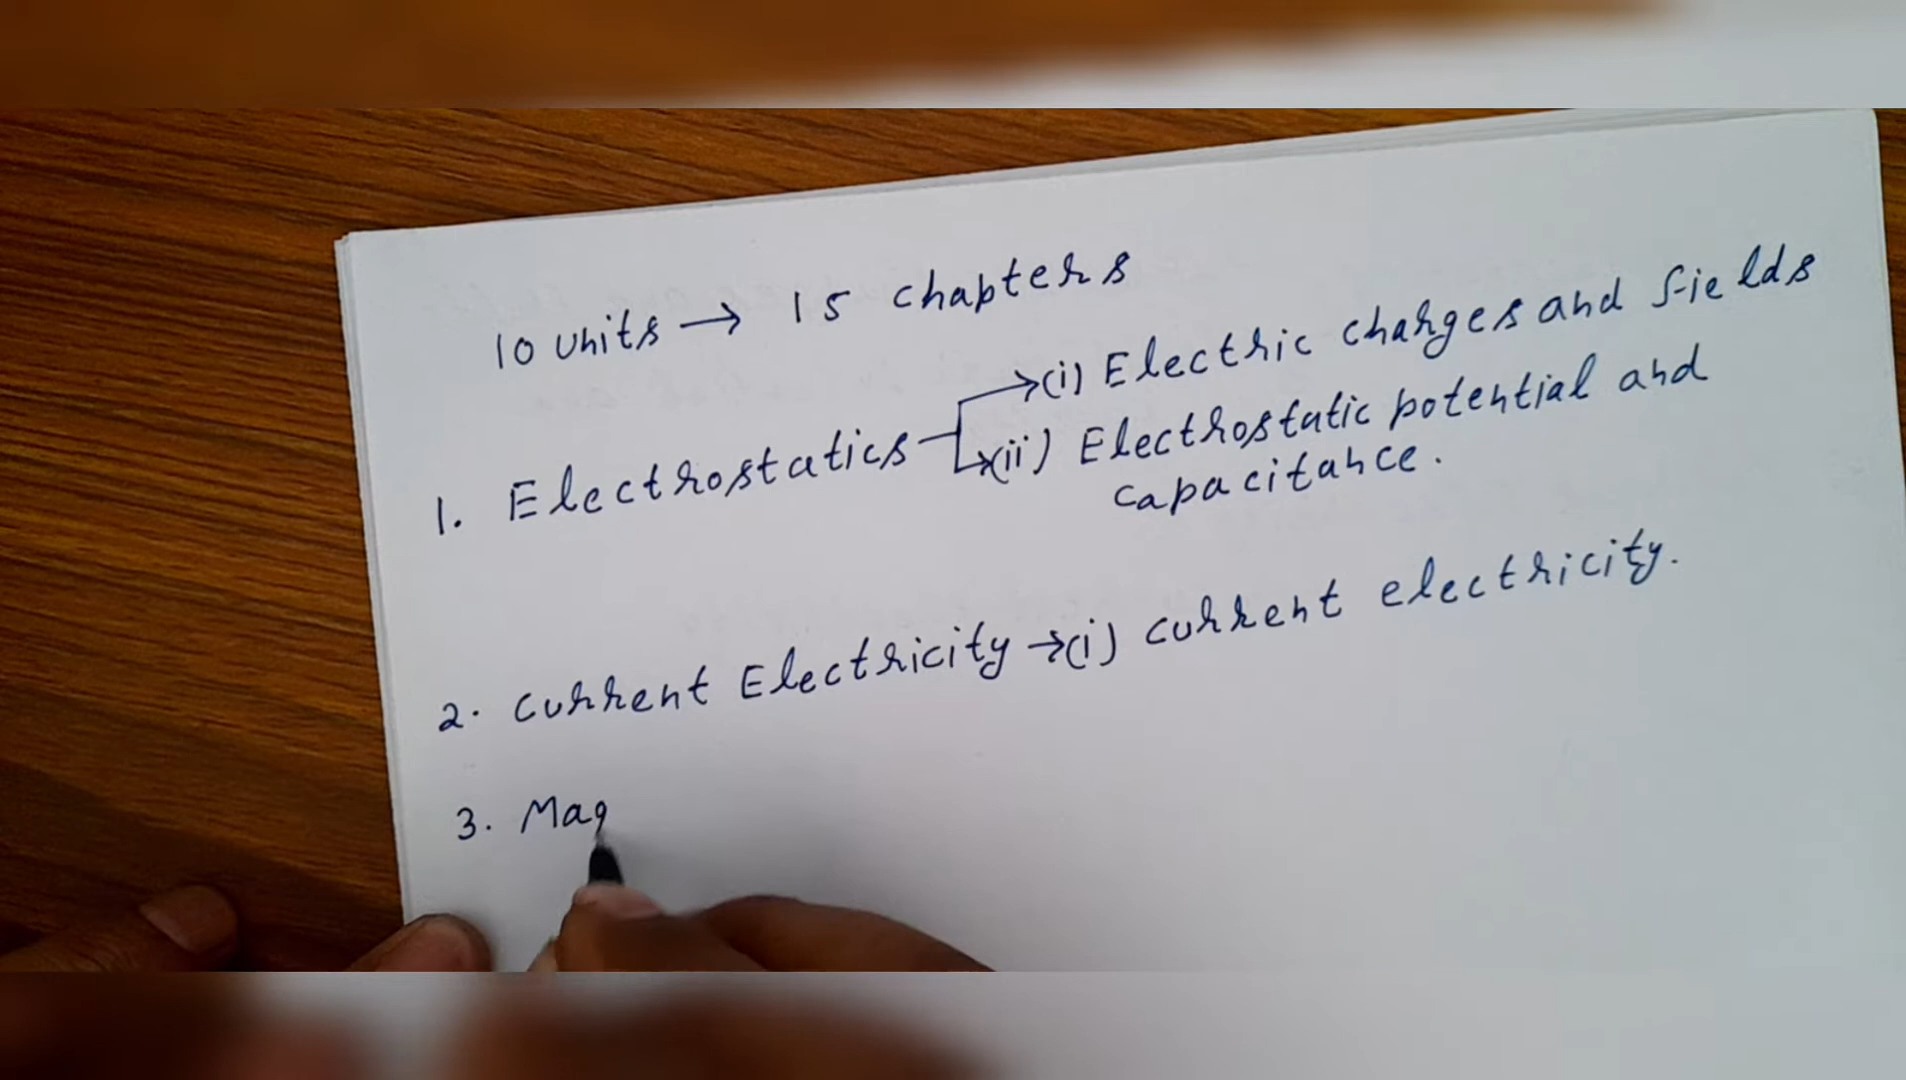 10 units → 15 chapters
1. Electrostatics →(i) Electric charges and fields
→(ii) Electrostatic potential and
capacitance.
2. Current Electricity →(i) current electricity.
3. Mag